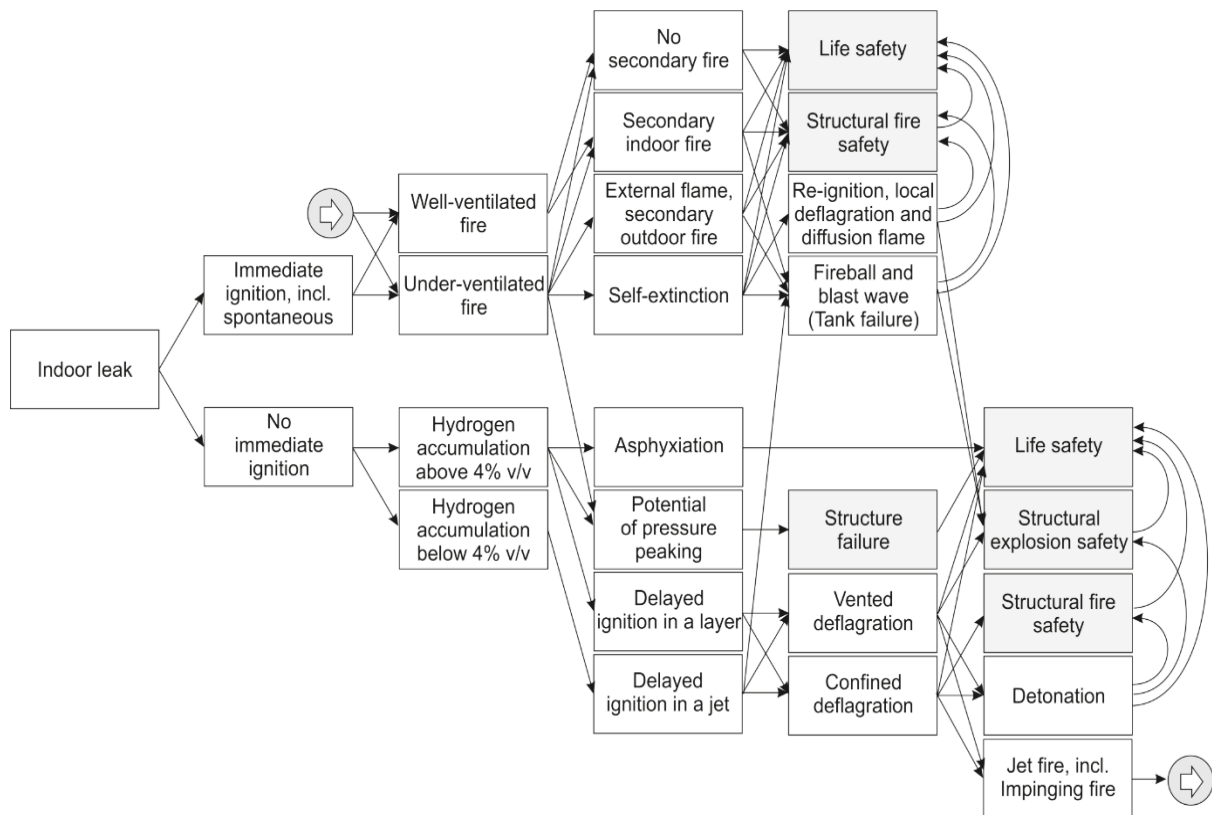 No
secondary fire
Life safety
Secondary
indoor fire
Structural fire
safety
Well-ventilated
fire
External flame,
secondary
outdoor fire
Re-ignition, local
deflagration and
diffusion flame
Immediate
ignition, incl.
spontaneous
Under-ventilated
fire
Self-extinction
Fireball and
blast wave
(Tank failure)
Indoor leak
No
immediate
ignition
Hydrogen
accumulation
above 4% v/v
Asphyxiation
Life safety
Hydrogen
accumulation
below 4% v/v
Potential
of pressure
peaking
Structure
failure
Structural
explosion safety
Delayed
ignition in a layer
Vented
deflagration
Structural fire
safety
Delayed
ignition in a jet
Confined
deflagration
Detonation
Jet fire, incl.
Impinging fire